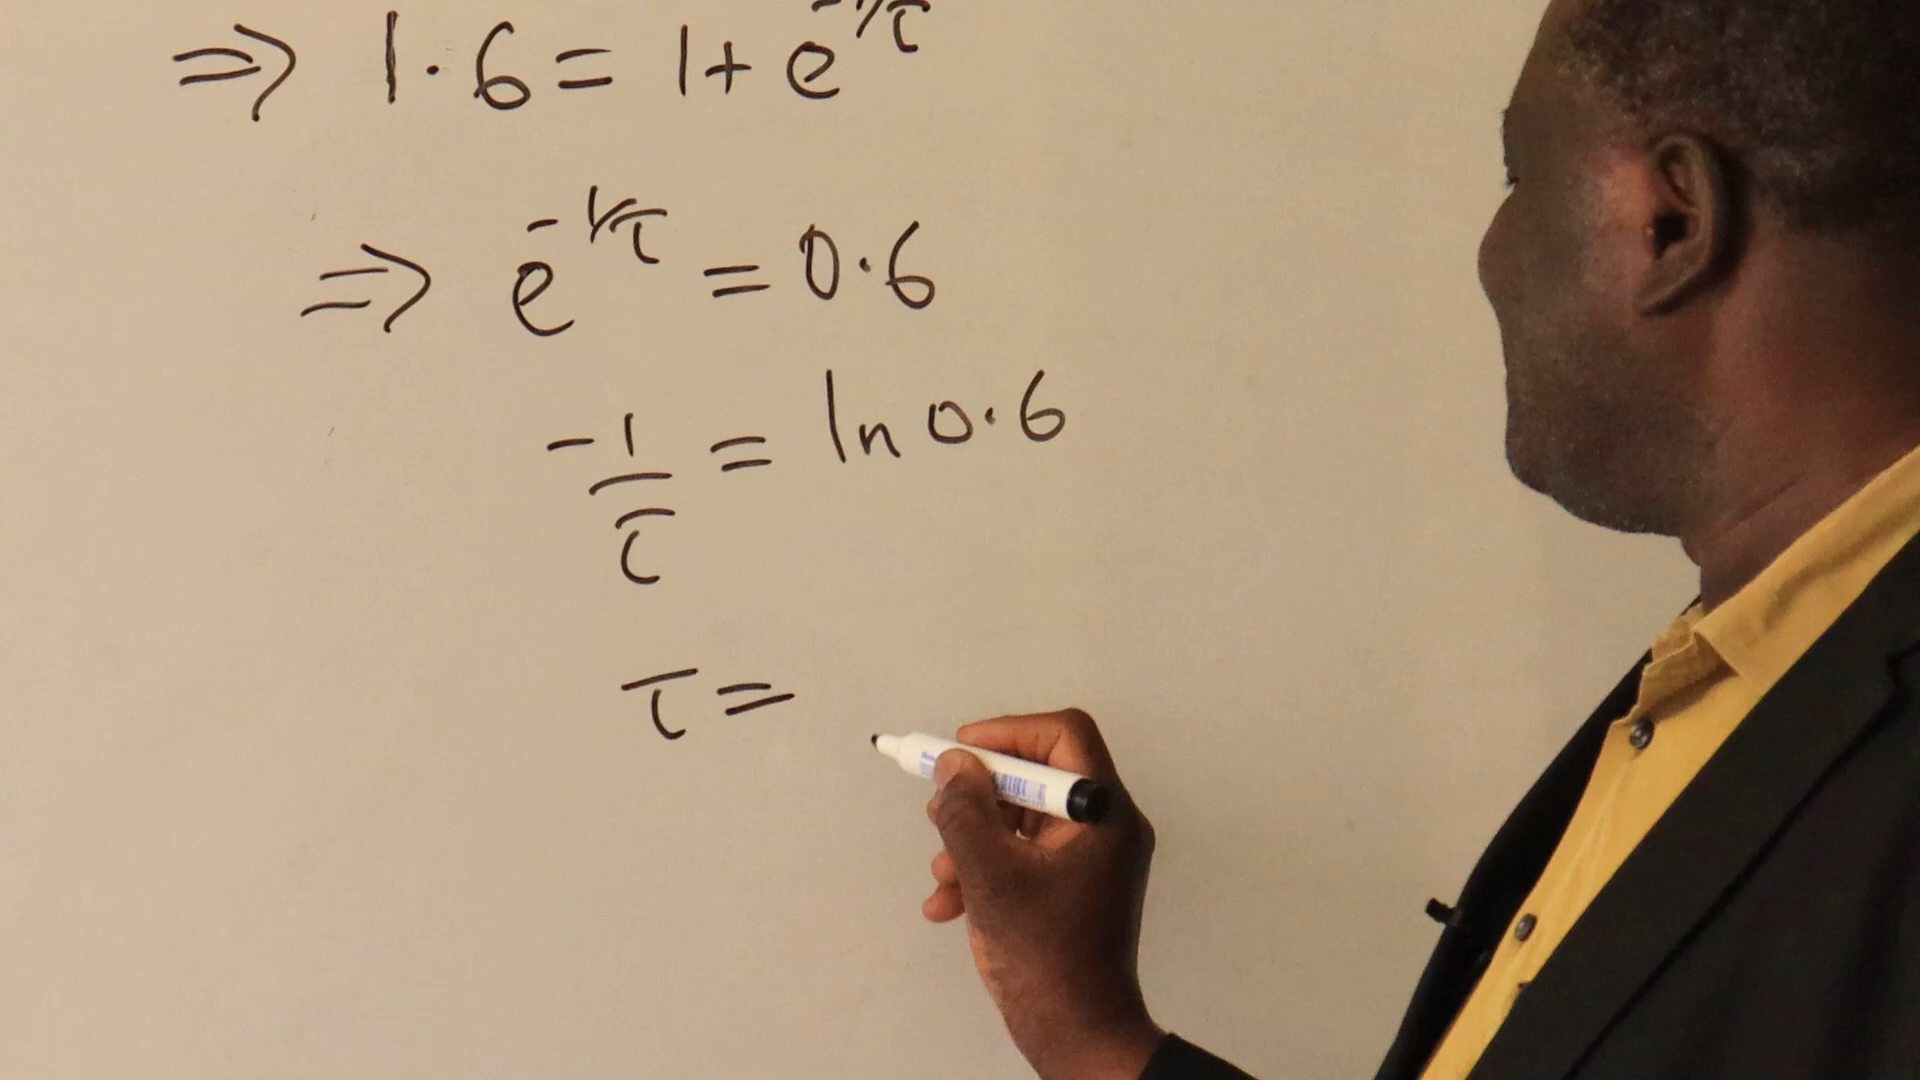 ⇒ 1·6 = 1 + e^{-1/τ}
⇒ e^{-1/τ} = 0·6
-1/τ = ln 0·6
τ =